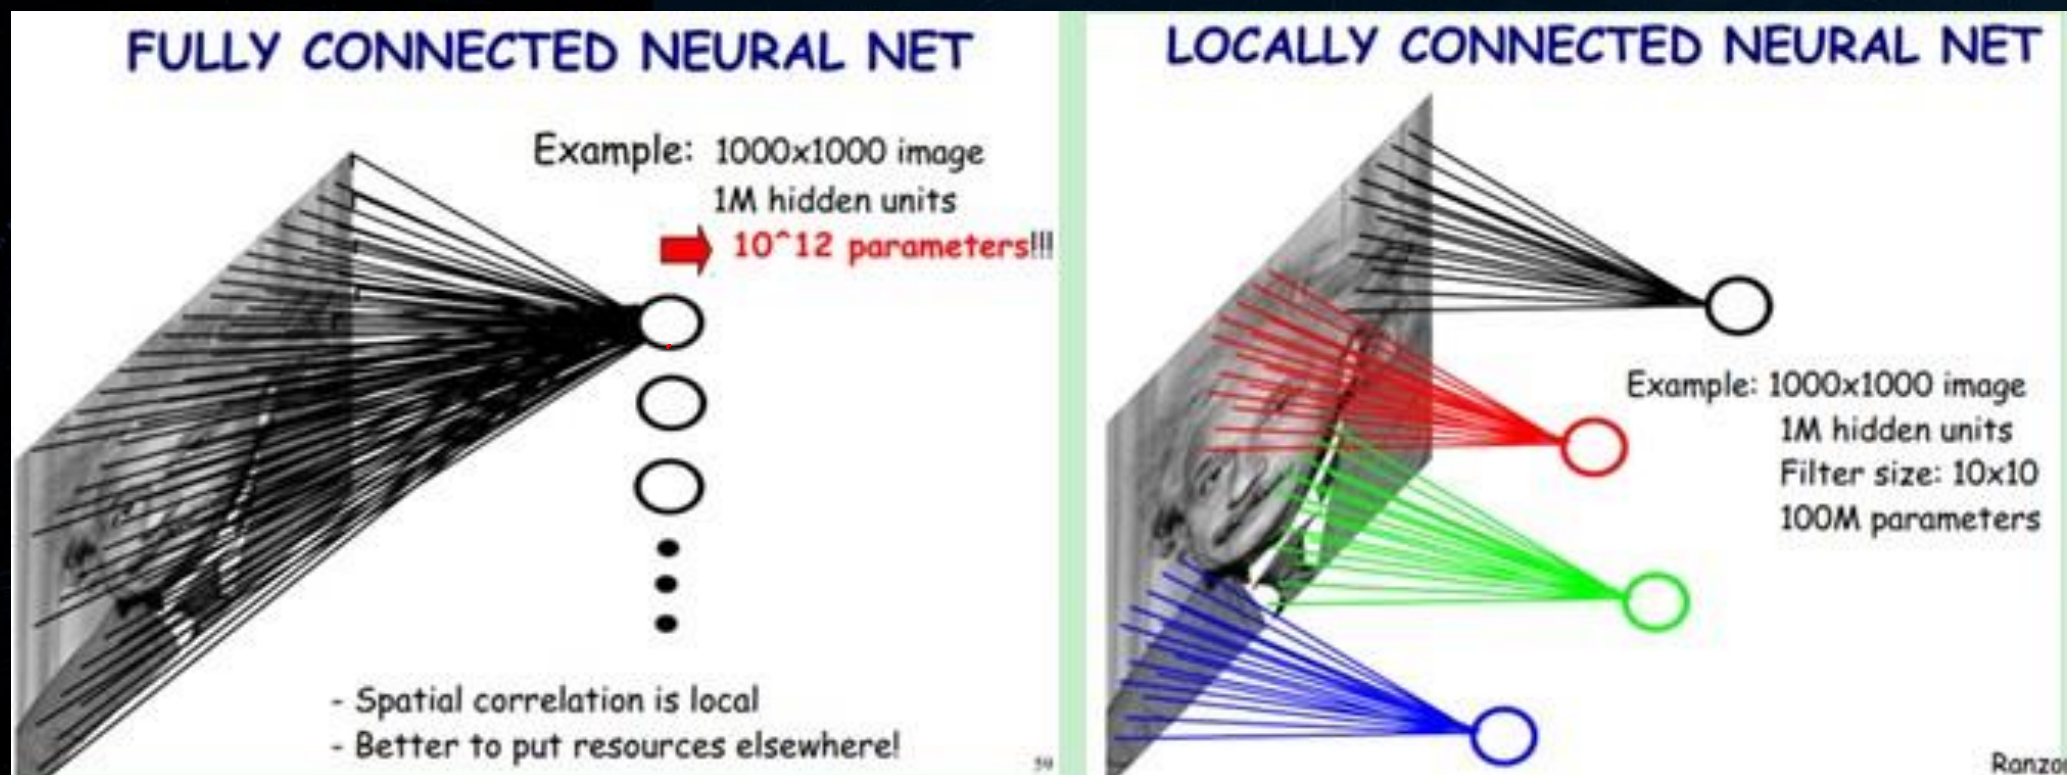 FULLY CONNECTED NEURAL NET
Example: 1000x1000 image
1M hidden units
10^12 parameters!!!
- Spatial correlation is local
- Better to put resources elsewhere!
59
LOCALLY CONNECTED NEURAL NET
Example: 1000x1000 image
1M hidden units
Filter size: 10x10
100M parameters